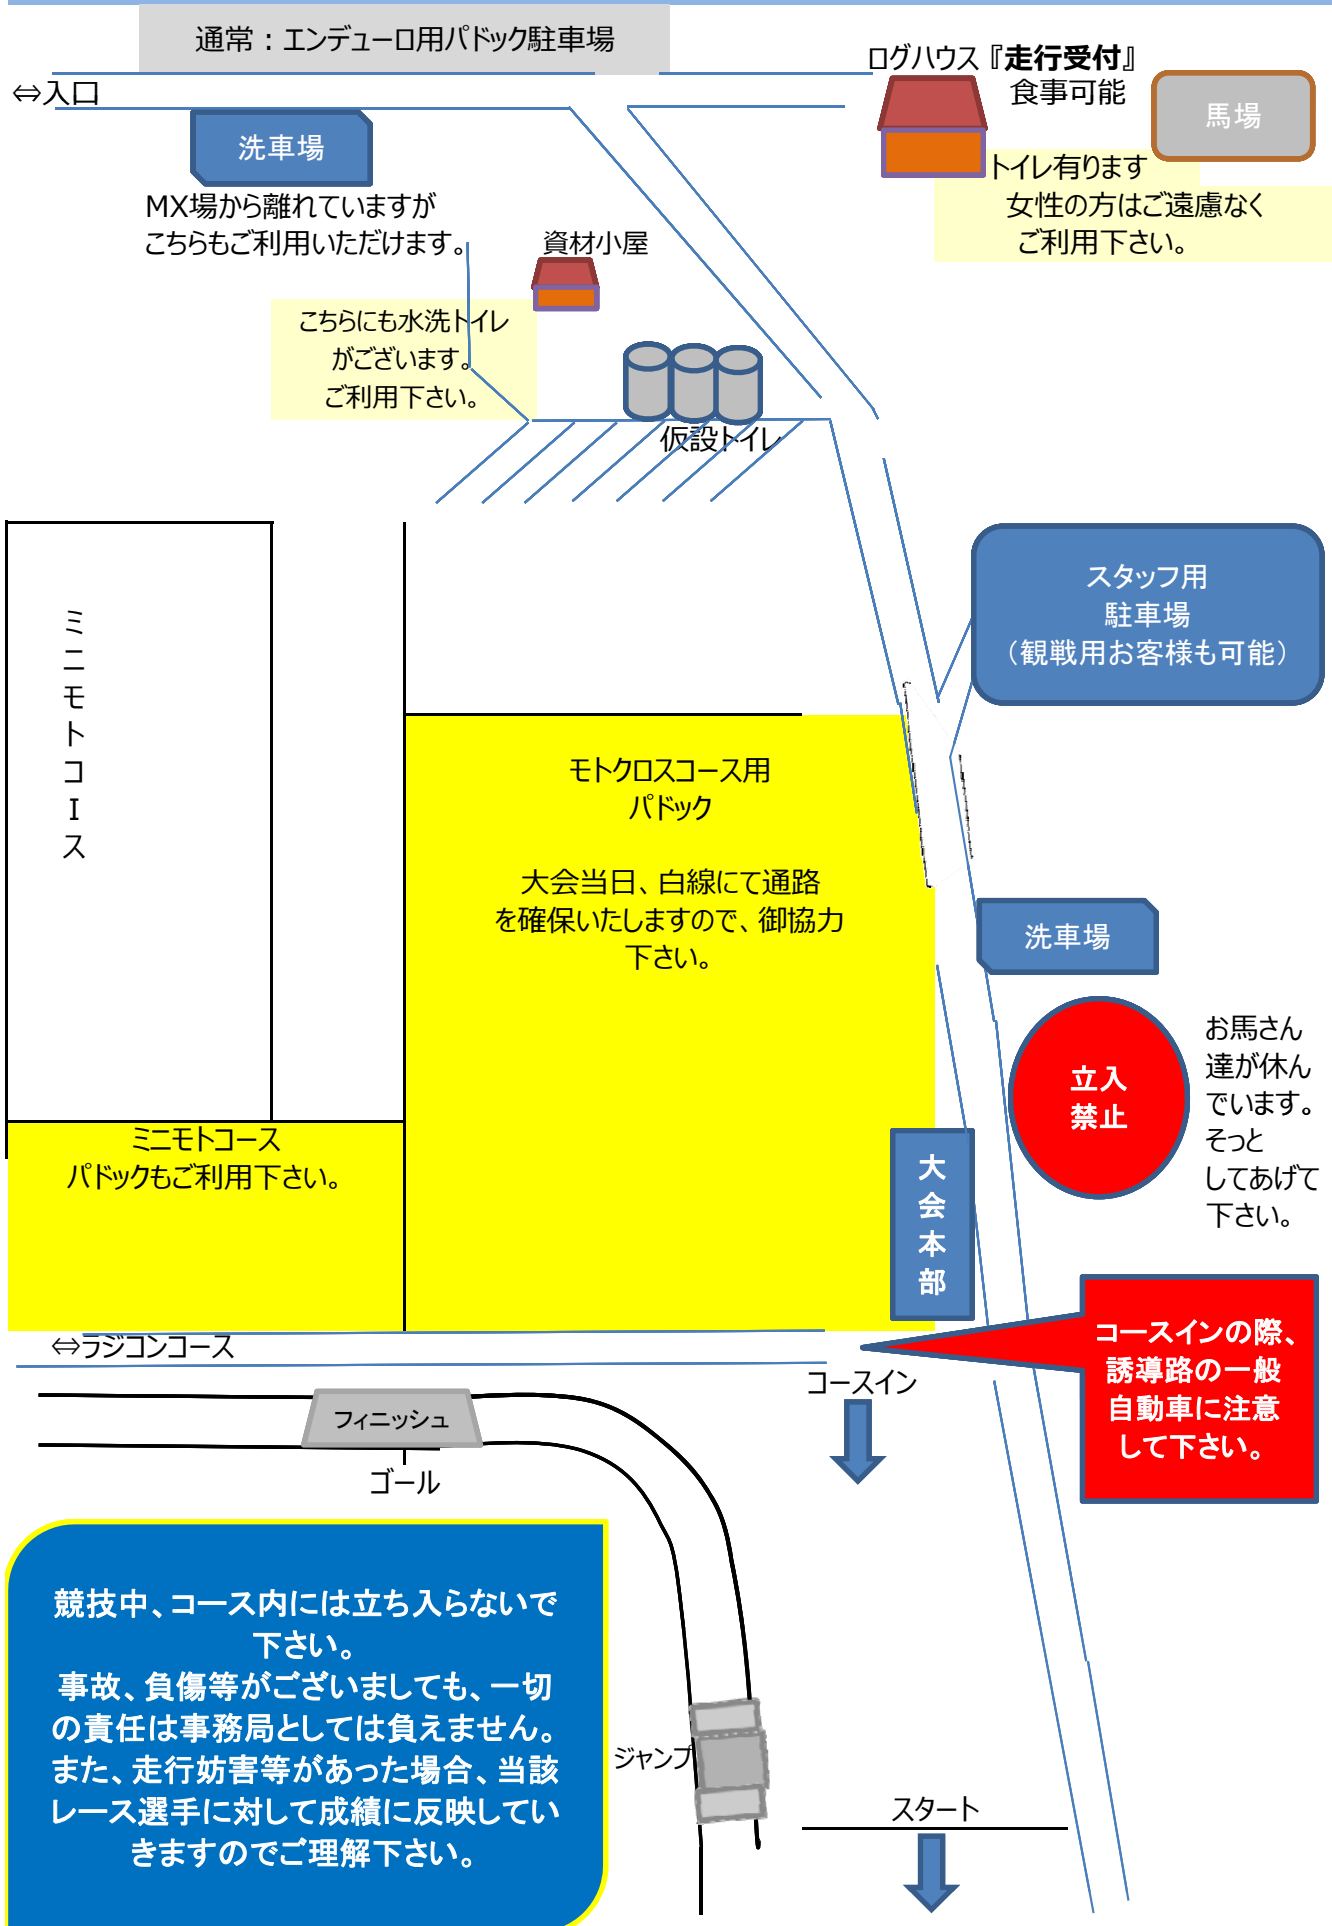 通常：エンデューロ用パドック駐車場
ログハウス『走行受付』
食事可能
⇔入口
馬場
洗車場
トイレ有ります
女性の方はご遠慮なく
ご利用下さい。
MX場から離れていますが
こちらもご利用いただけます。
資材小屋
こちらにも水洗トイレ
がございます。
ご利用下さい。
仮設トイレ
スタッフ用
駐車場
（観戦用お客様も可能）
ミニモトコース
モトクロスコース用
パドック
大会当日、白線にて通路
を確保いたしますので、御協力
下さい。
洗車場
立入
禁止
お馬さん
達が休ん
でいます。
そっと
してあげて
下さい。
ミニモトコース
パドックもご利用下さい。
大会本部
コースインの際、
誘導路の一般
自動車に注意
して下さい。
⇔ラジコンコース
コースイン
フィニッシュ
ゴール
競技中、コース内には立ち入らないで
下さい。
事故、負傷等がございましても、一切
の責任は事務局としては負えません。
また、走行妨害等があった場合、当該
レース選手に対して成績に反映してい
きますのでご理解下さい。
ジャンプ
スタート